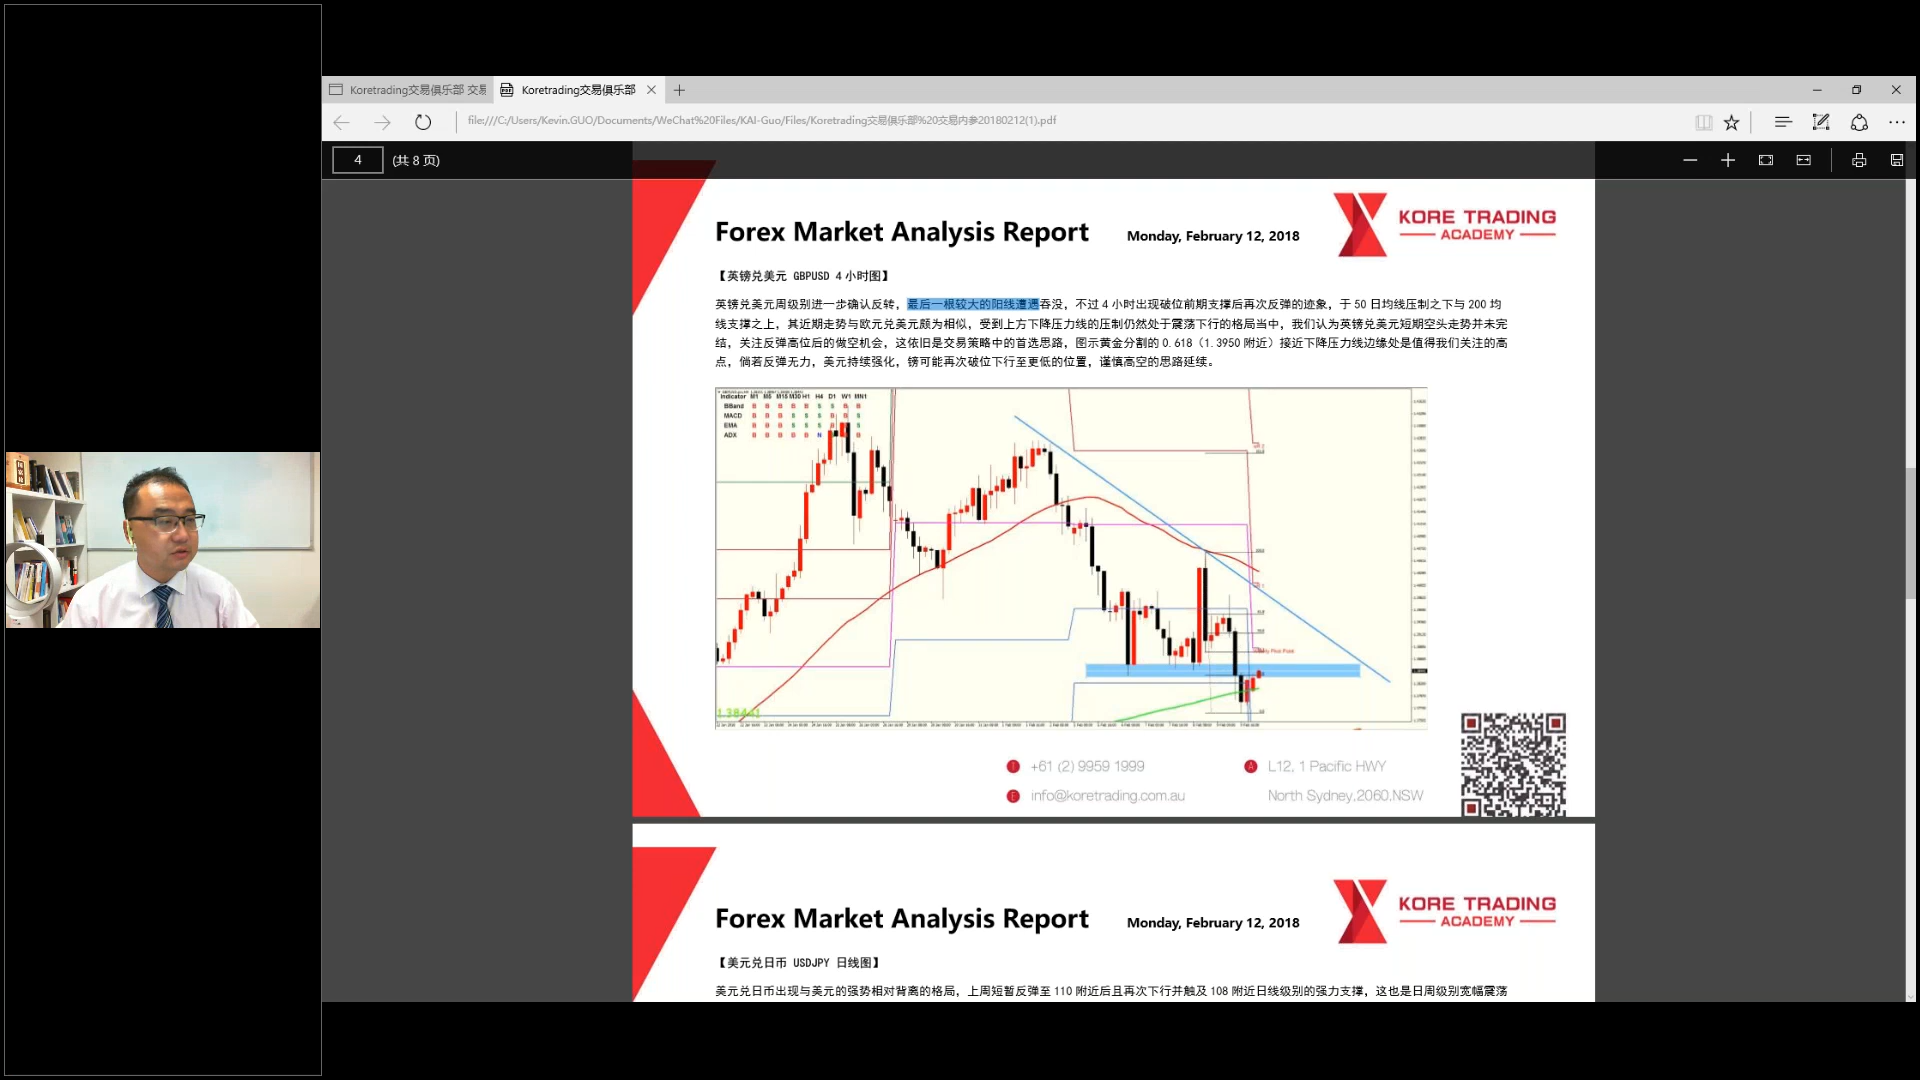 Koretrading交易俱乐部 交易
Koretrading交易俱乐部
file:///C:/Users/Kevin.GUO/Documents/WeChat%20Files/KAI-Guo/Files/Koretrading交易俱乐部%20交易内参20180212(1).pdf
4 (共 8 页)
Forex Market Analysis Report
Monday, February 12, 2018
KORE TRADING
ACADEMY
【英镑兑美元 GBPUSD 4 小时图】
英镑兑美元周级别进一步确认反转，最后一根较大的阳线遭遇吞没，不过 4 小时出现破位前期支撑后再次反弹的迹象，于 50 日均线压制之下与 200 均
线支撑之上，其近期走势与欧元兑美元颇为相似，受到上方下降压力线的压制仍然处于震荡下行的格局当中，我们认为英镑兑美元短期空头走势并未完
结，关注反弹高位后的做空机会，这依旧是交易策略中的首选思路，图示黄金分割的 0.618（1.3950 附近）接近下降压力线边缘处是值得我们关注的高
点，倘若反弹无力，美元持续强化，镑可能再次破位下行至更低的位置，谨慎高空的思路延续。
Indicator M1 M5 M15 M30 H1 H4 D1 W1 MN1
BBand
MACD
EMA
ADX
1.38441
+61 (2) 9959 1999
L12, 1 Pacific HWY
info@koretrading.com.au
North Sydney,2060,NSW
Forex Market Analysis Report
Monday, February 12, 2018
KORE TRADING
ACADEMY
【美元兑日币 USDJPY 日线图】
美元兑日币出现与美元的强势相对背离的格局，上周短暂反弹至 110 附近后且再次下行并触及 108 附近日线级别的强力支撑，这也是日周级别宽幅震荡